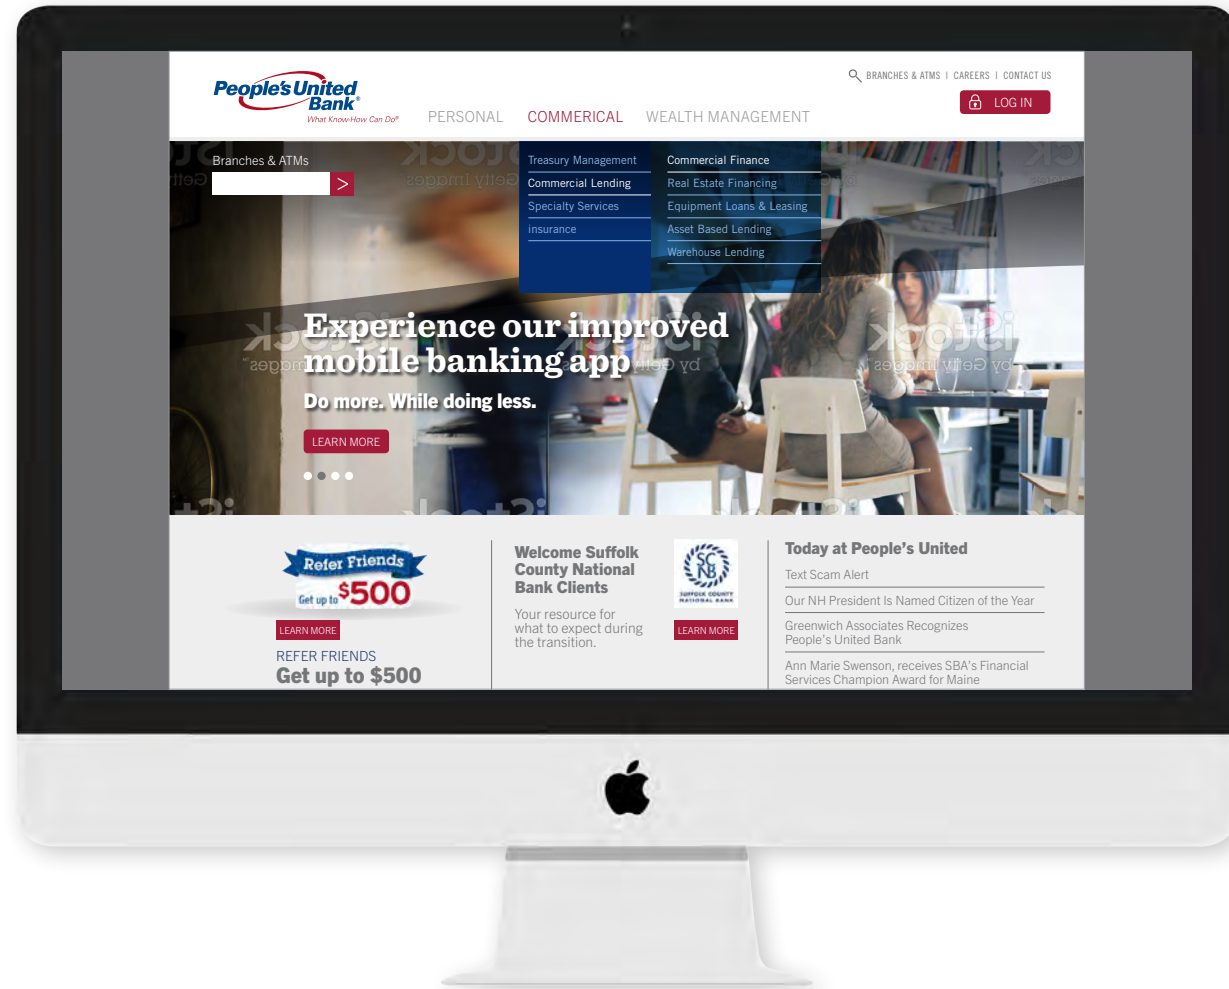 People's United
Bank®
What Know-How Can Do®
BRANCHES & ATMS | CAREERS | CONTACT US
LOG IN
PERSONAL COMMERICAL WEALTH MANAGEMENT
Branches & ATMs
>
Treasury Management
Commercial Lending
Specialty Services
insurance
Commercial Finance
Real Estate Financing
Equipment Loans & Leasing
Asset Based Lending
Warehouse Lending
iStock
by Getty Images™
Experience our improved
mobile banking app
Do more. While doing less.
LEARN MORE
Refer Friends
Get up to $500
LEARN MORE
REFER FRIENDS
Get up to $500
Welcome Suffolk
County National
Bank Clients
Your resource for
what to expect during
the transition.
SCNB
SUFFOLK COUNTY
NATIONAL BANK
LEARN MORE
Today at People's United
Text Scam Alert
Our NH President Is Named Citizen of the Year
Greenwich Associates Recognizes
People's United Bank
Ann Marie Swenson, receives SBA's Financial
Services Champion Award for Maine